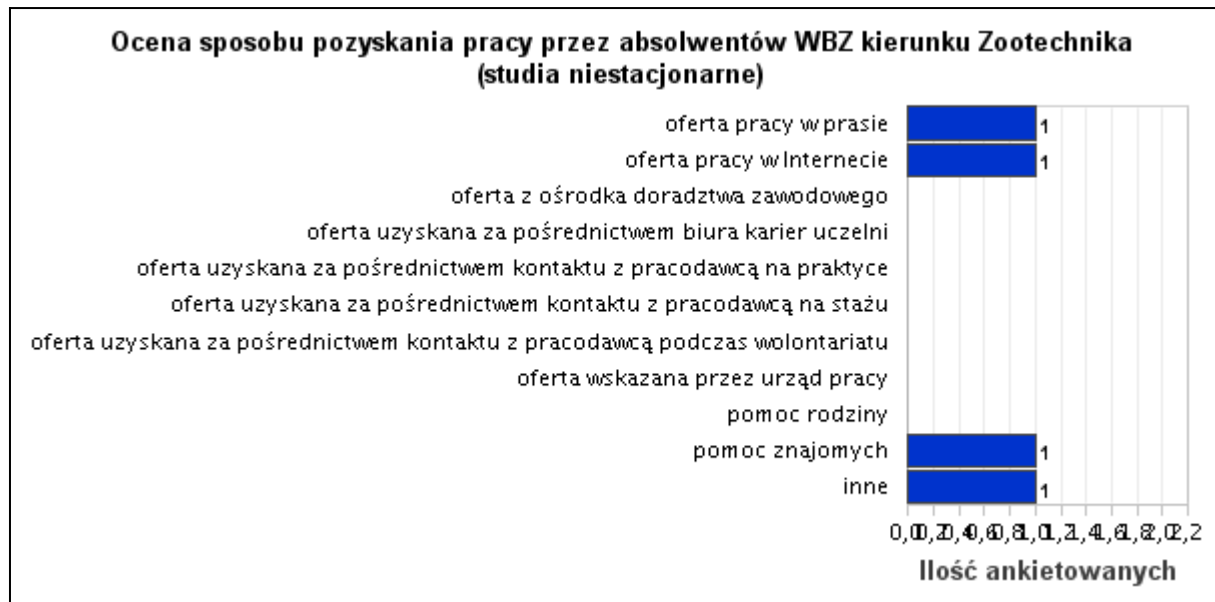 Ocena sposobu pozyskania pracy przez absolwentów WBZ kierunku Zootechnika
(studia niestacjonarne)
oferta pracy w prasie 1
oferta pracy w Internecie 1
oferta z ośrodka doradztwa zawodowego
oferta uzyskana za pośrednictwem biura karier uczelni
oferta uzyskana za pośrednictwem kontaktu z pracodawcą na praktyce
oferta uzyskana za pośrednictwem kontaktu z pracodawcą na stażu
oferta uzyskana za pośrednictwem kontaktu z pracodawcą podczas wolontariatu
oferta wskazana przez urząd pracy
pomoc rodziny
pomoc znajomych 1
inne 1
0,0 0,2 0,4 0,6 0,8 1,0 1,2 1,4 1,6 1,8 2,0 2,2
Ilość ankietowanych